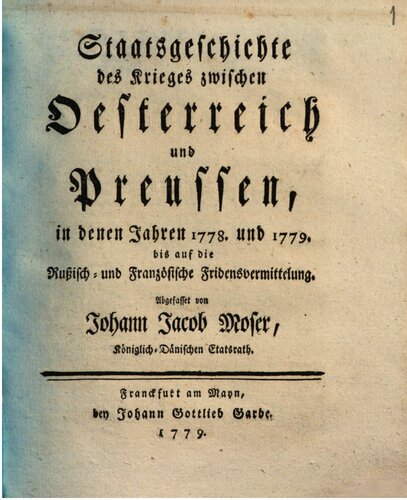 1
Staatsgeschichte
des Krieges zwischen
Oesterreich
und
Preussen,
in denen Jahren 1778. und 1779.
bis auf die
Rußisch- und Französische Fridensvermittelung.
Abgefasset von
Johann Jacob Moser,
Königlich-Dänischen Etatsrath.
Franckfutt am Mayn,
bey Johann Gottlieb Garbe.
1779.